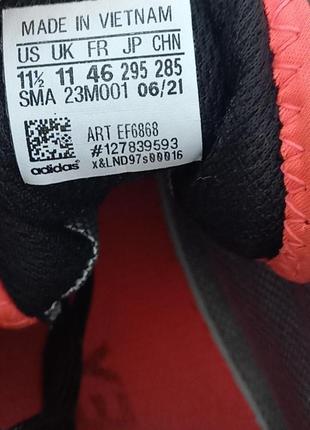 MADE IN VIETNAM
US UK FR JP CHN
11½ 11 46 295 285
SMA 23M001 06/21
ART EF6868
#127839593
adidas x&LND97s00016